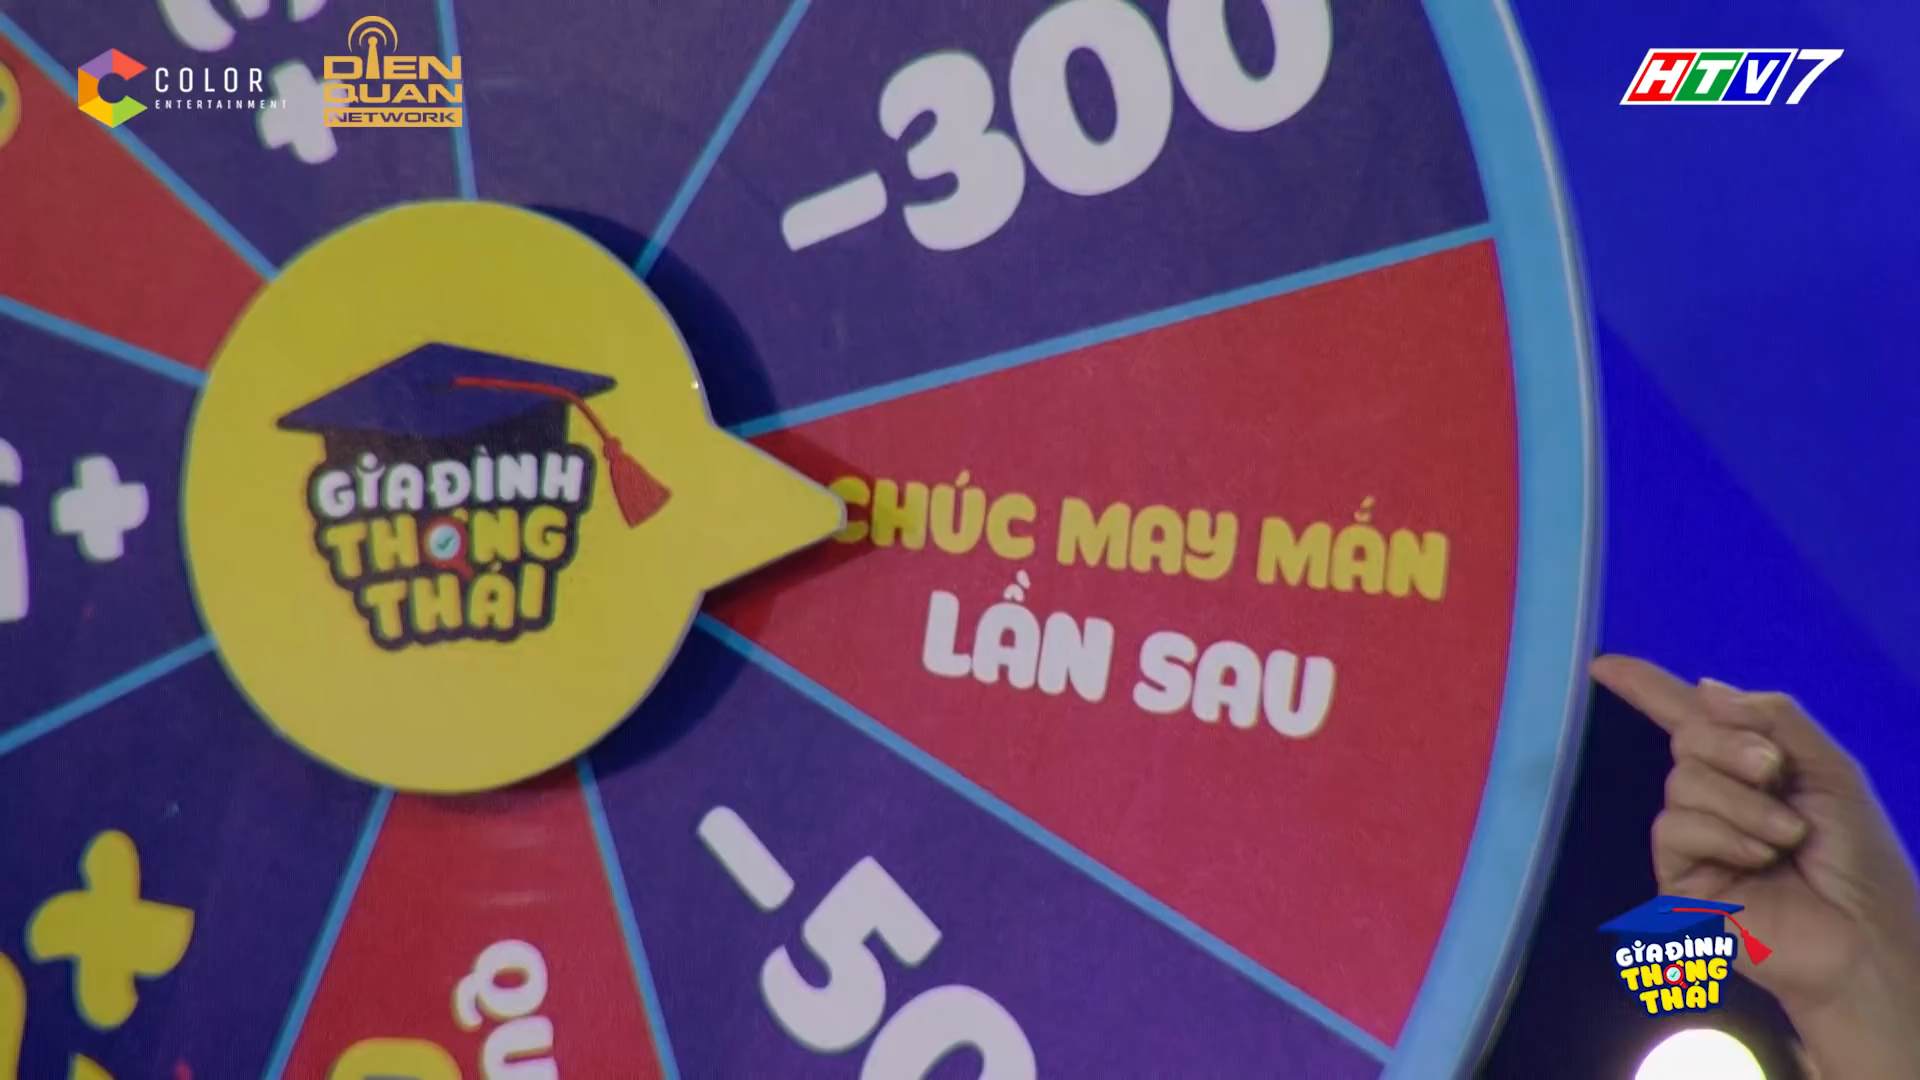 COLOR
ENTERTAINMENT
DIEN
QUAN
NETWORK
HTV7
-300
GIA ĐÌNH
THÔNG
THÁI
CHÚC MAY MẮN
LẦN SAU
GIA ĐÌNH
THÔNG
THÁI